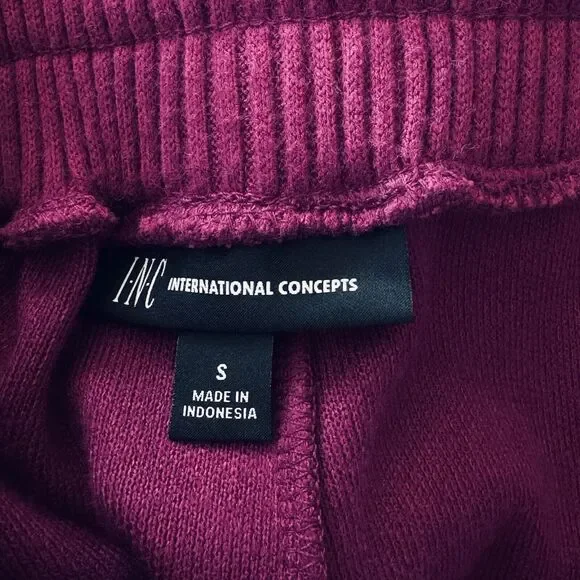 I·N·C INTERNATIONAL CONCEPTS
S
MADE IN
INDONESIA